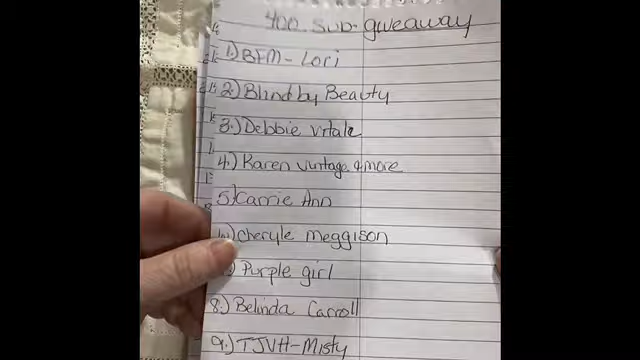 400 sub giveaway
1.) BFM - Lori
2.) Blind by Beauty
3.) Debbie Vitale
4.) Karen Vintage & more
5.) Carrie Ann
Cheryle Meggison
Purple girl
8.) Belinda Carroll
9.) TJVH - Misty